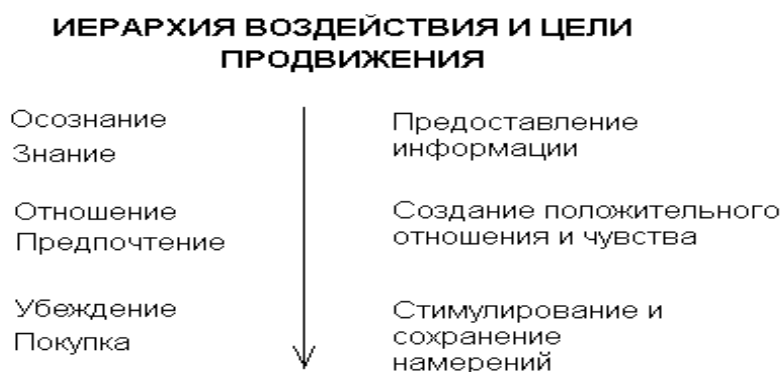 ИЕРАРХИЯ ВОЗДЕЙСТВИЯ И ЦЕЛИ
ПРОДВИЖЕНИЯ
Осознание
Знание
Предоставление
информации
Отношение
Предпочтение
Создание положительного
отношения и чувства
Убеждение
Покупка
Стимулирование и
сохранение
намерений